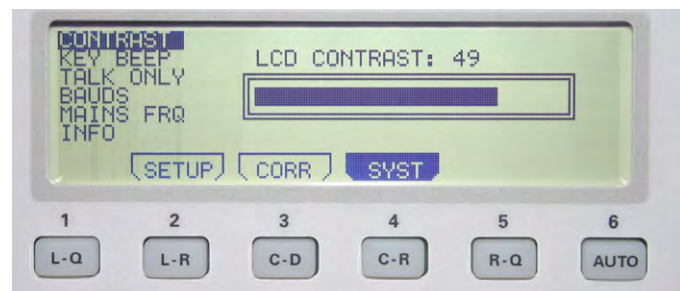 CONTRAST
KEY BEEP
TALK ONLY
BAUDS
MAINS FRQ
INFO
LCD CONTRAST: 49
SETUP CORR SYST
1 2 3 4 5 6
L-Q L-R C-D C-R R-Q AUTO